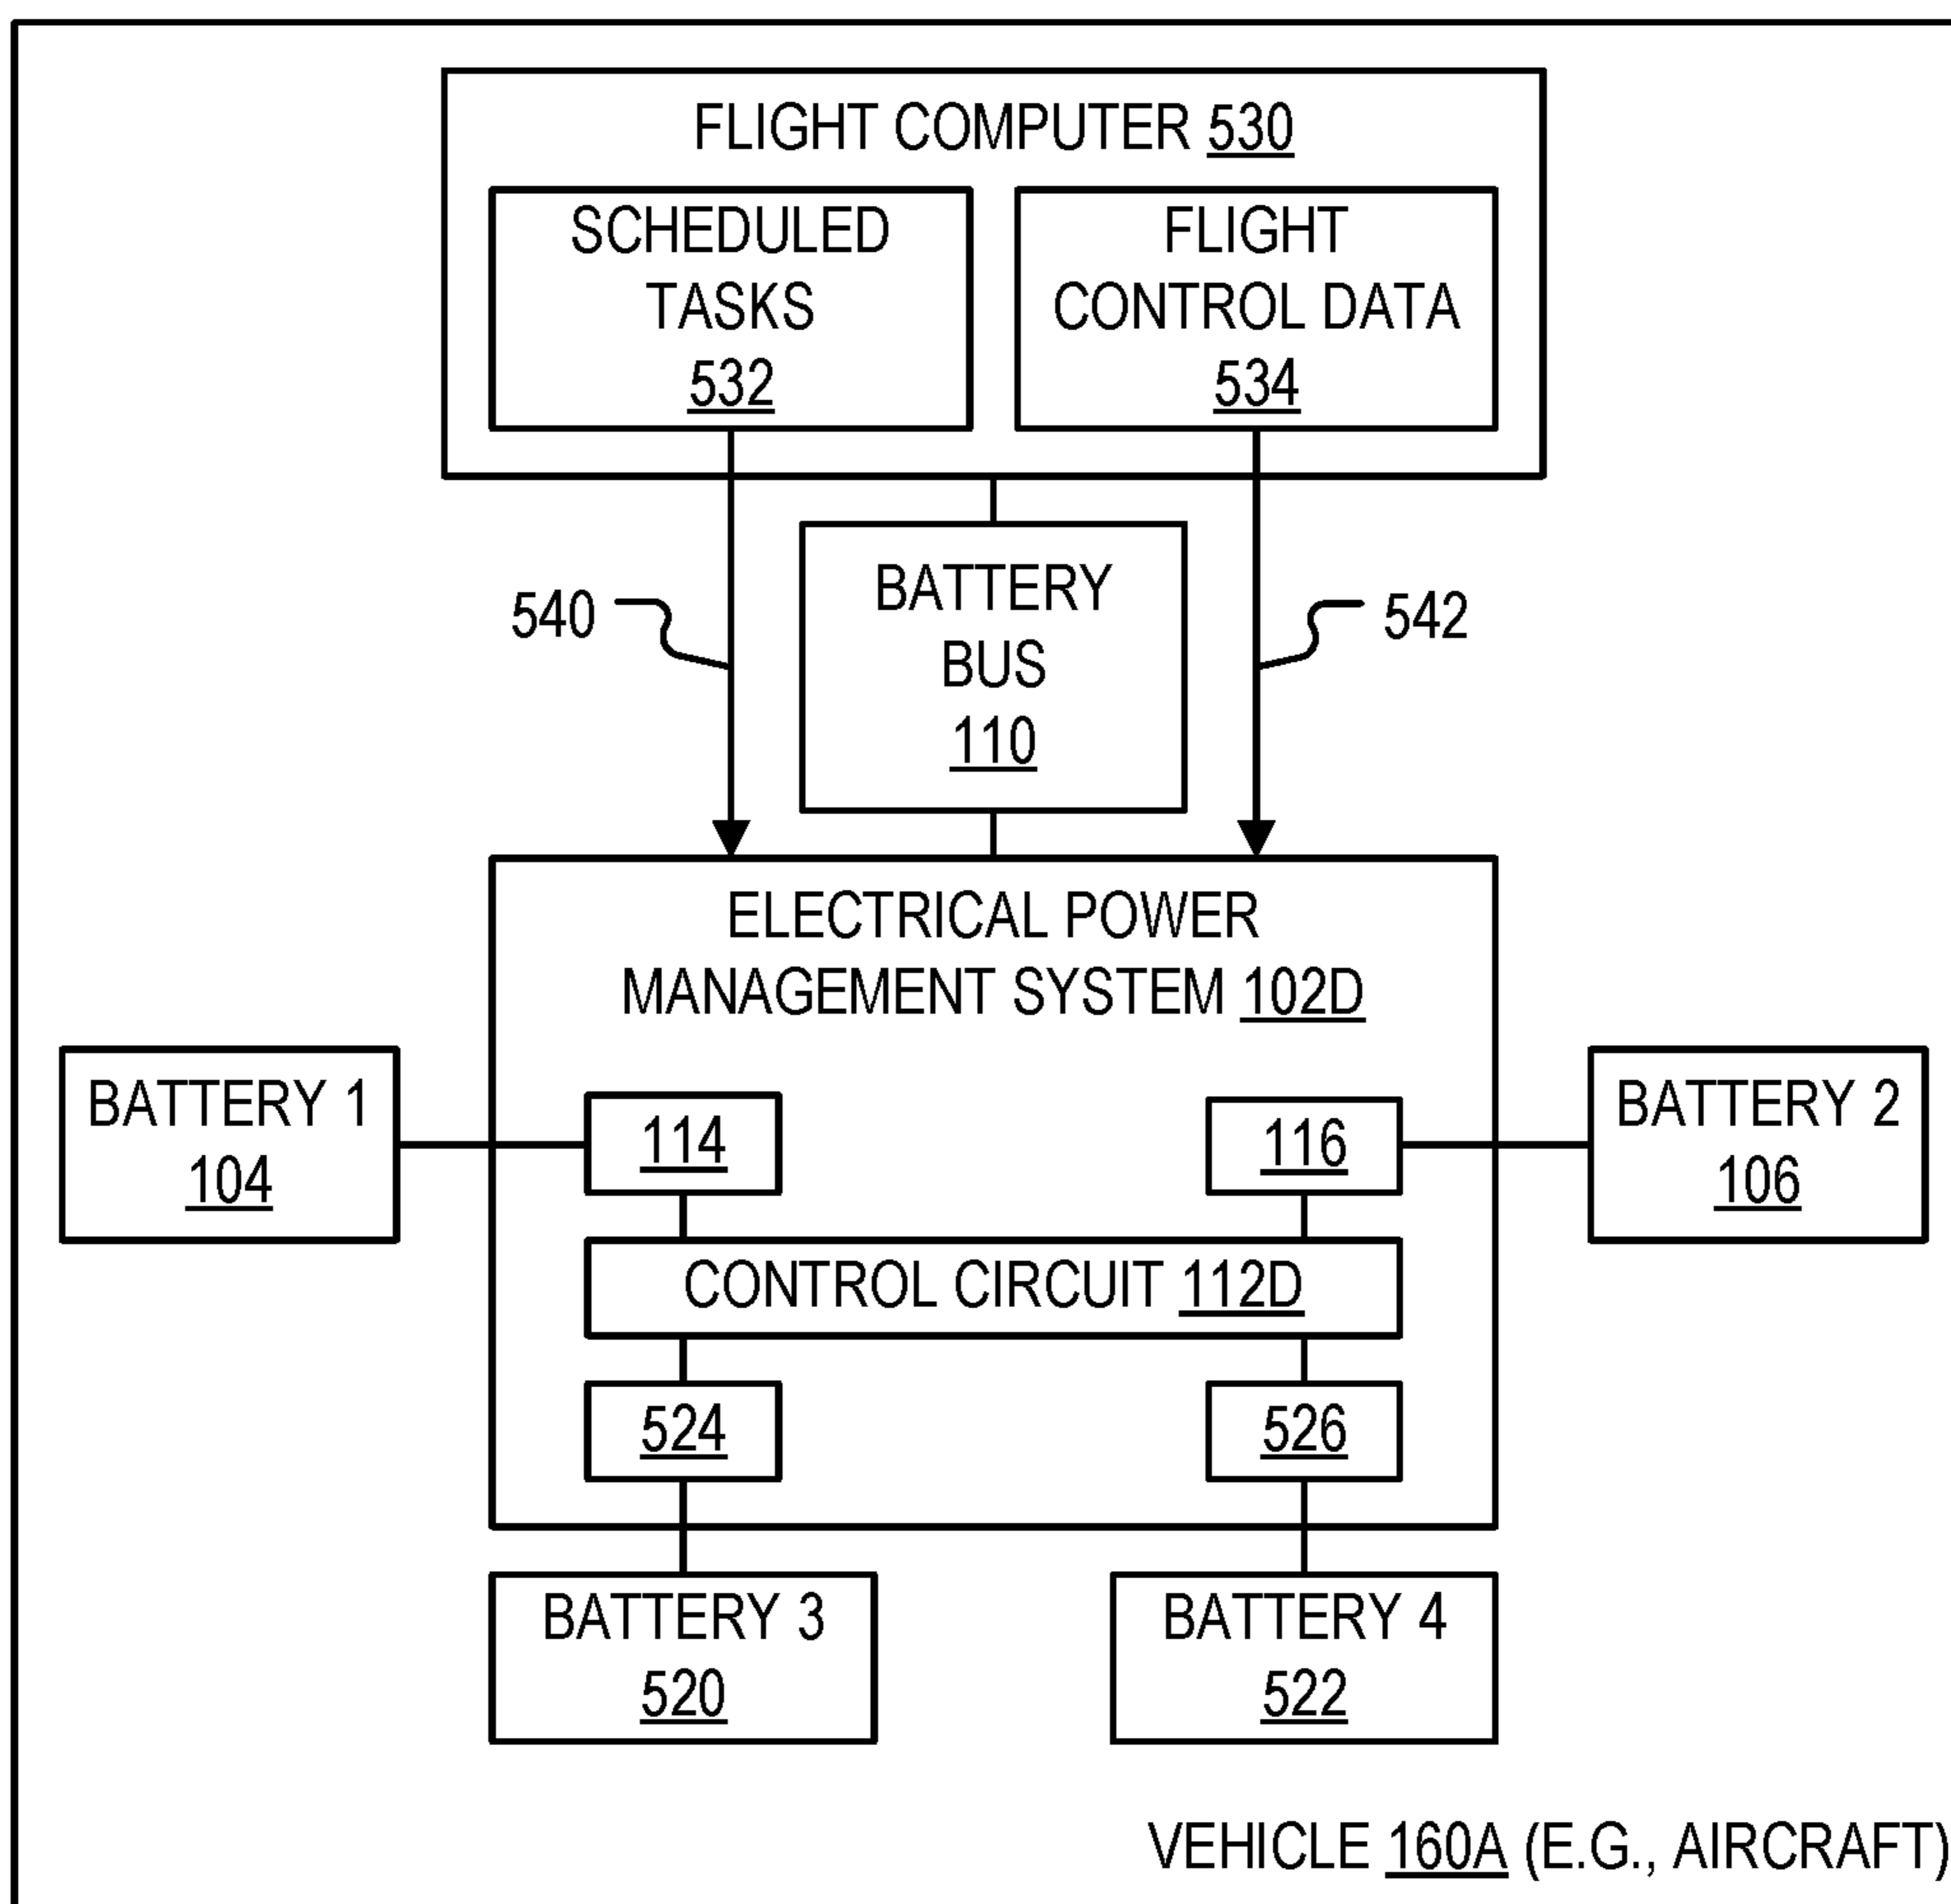 FLIGHT COMPUTER 530
SCHEDULED
TASKS
532
FLIGHT
CONTROL DATA
534
540
BATTERY
BUS
110
542
ELECTRICAL POWER
MANAGEMENT SYSTEM 102D
BATTERY 1
104
114
116
BATTERY 2
106
CONTROL CIRCUIT 112D
524
526
BATTERY 3
520
BATTERY 4
522
VEHICLE 160A (E.G., AIRCRAFT)